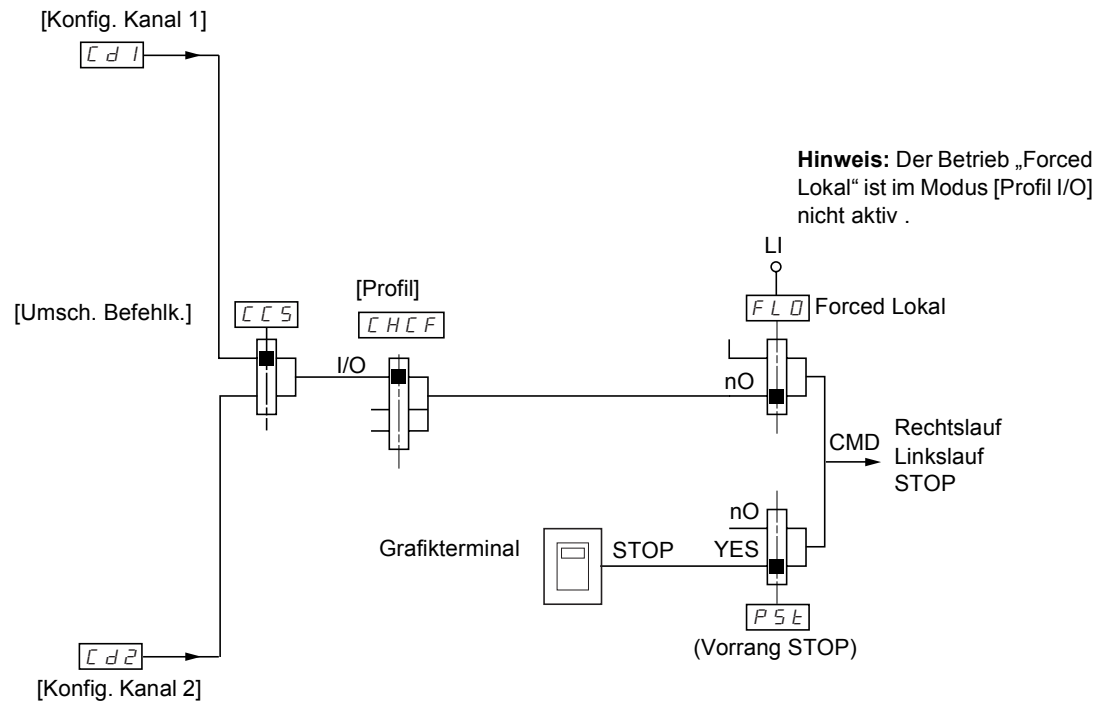 [Konfig. Kanal 1]
Cd1
Hinweis: Der Betrieb „Forced
Lokal“ ist im Modus [Profil I/O]
nicht aktiv .
LI
[Profil]
[Umsch. Befehlk.]
CCS
CHCF
FLO
Forced Lokal
I/O
nO
Rechtslauf
CMD
Linkslauf
STOP
nO
Grafikterminal
STOP
YES
PSt
(Vorrang STOP)
Cd2
[Konfig. Kanal 2]